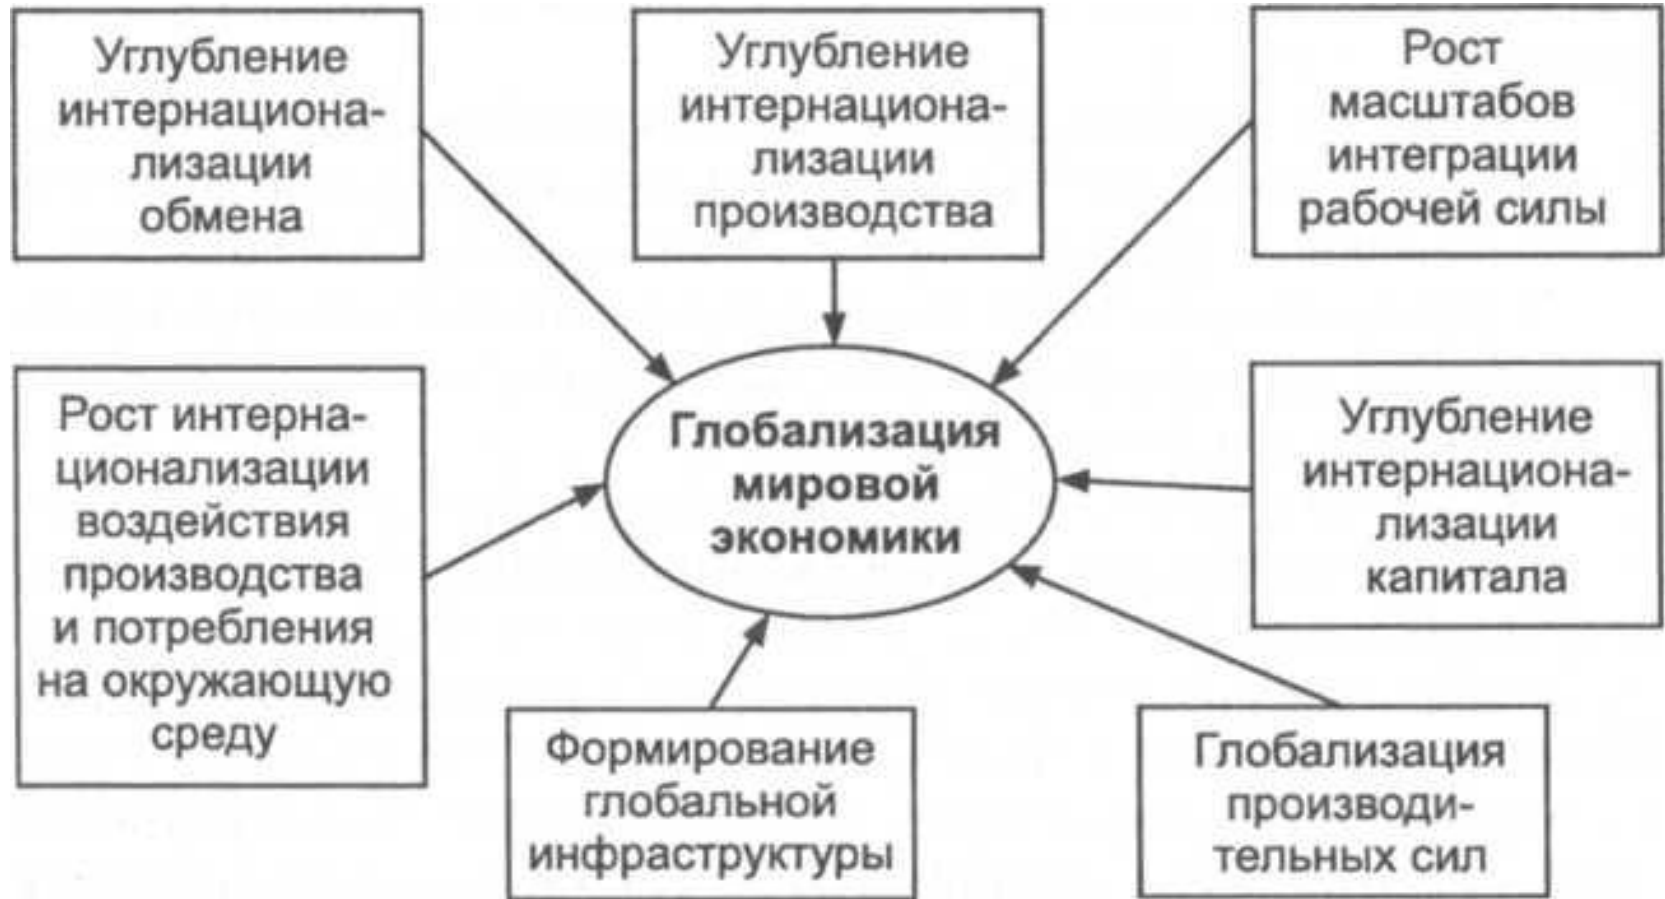 Углубление
интернациона-
лизации
обмена
Углубление
интернациона-
лизации
производства
Рост
масштабов
интеграции
рабочей силы
Рост интерна-
ционализации
воздействия
производства
и потребления
на окружающую
среду
Глобализация
мировой
экономики
Углубление
интернациона-
лизации
капитала
Формирование
глобальной
инфраструктуры
Глобализация
производи-
тельных сил